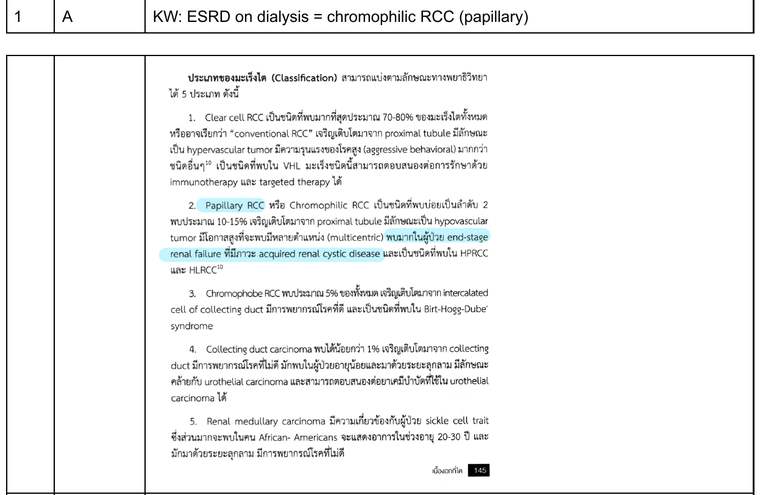 1 A KW: ESRD on dialysis = chromophilic RCC (papillary)
ประเภทของมะเร็งไต (Classification) สามารถแบ่งตามลักษณะทางพยาธิวิทยา
ได้ 5 ประเภท ดังนี้
1. Clear cell RCC เป็นชนิดที่พบมากที่สุดประมาณ 70-80% ของมะเร็งไตทั้งหมด
หรืออาจเรียกว่า “conventional RCC” เจริญเติบโตมาจาก proximal tubule มีลักษณะ
เป็น hypervascular tumor มีความรุนแรงของโรคสูง (aggressive behavioral) มากกว่า
ชนิดอื่นๆ¹⁰ เป็นชนิดที่พบใน VHL มะเร็งชนิดนี้สามารถตอบสนองต่อการรักษาด้วย
immunotherapy และ targeted therapy ได้
2. Papillary RCC หรือ Chromophilic RCC เป็นชนิดที่พบบ่อยเป็นลำดับ 2
พบประมาณ 10-15% เจริญเติบโตมาจาก proximal tubule มีลักษณะเป็น hypovascular
tumor มีโอกาสสูงที่จะพบมีหลายตำแหน่ง (multicentric) พบมากในผู้ป่วย end-stage
renal failure ที่มีภาวะ acquired renal cystic disease และเป็นชนิดที่พบใน HPRCC
และ HLRCC¹⁰
3. Chromophobe RCC พบประมาณ 5% ของทั้งหมด เจริญเติบโตมาจาก intercalated
cell of collecting duct มีการพยากรณ์โรคที่ดี และเป็นชนิดที่พบใน Birt-Hogg-Dube'
syndrome
4. Collecting duct carcinoma พบได้น้อยกว่า 1% เจริญเติบโตมาจาก collecting
duct มีการพยากรณ์โรคที่ไม่ดี มักพบในผู้ป่วยอายุน้อยและมาด้วยระยะลุกลาม มีลักษณะ
คล้ายกับ urothelial carcinoma และสามารถตอบสนองต่อยาเคมีบำบัดที่ใช้ใน urothelial
carcinoma ได้
5. Renal medullary carcinoma มีความเกี่ยวข้องกับผู้ป่วย sickle cell trait
ซึ่งส่วนมากจะพบในคน African- Americans จะแสดงอาการในช่วงอายุ 20-30 ปี และ
มักมาด้วยระยะลุกลาม มีการพยากรณ์โรคที่ไม่ดี
เนื้องอกที่ไต 145